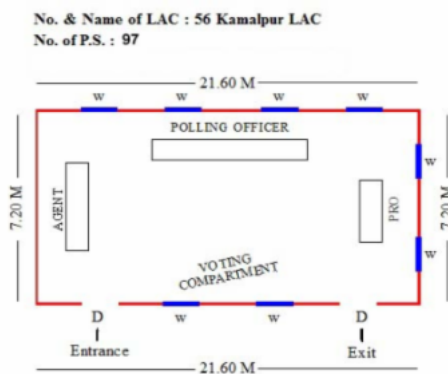 No. & Name of LAC : 56 Kamalpur LAC
No. of P.S. : 97
21.60 M
W W W W
POLLING OFFICER
7.20 M
AGENT
PRO
7.20 M
W
W
VOTING
COMPARTMENT
D W W D
Entrance Exit
21.60 M